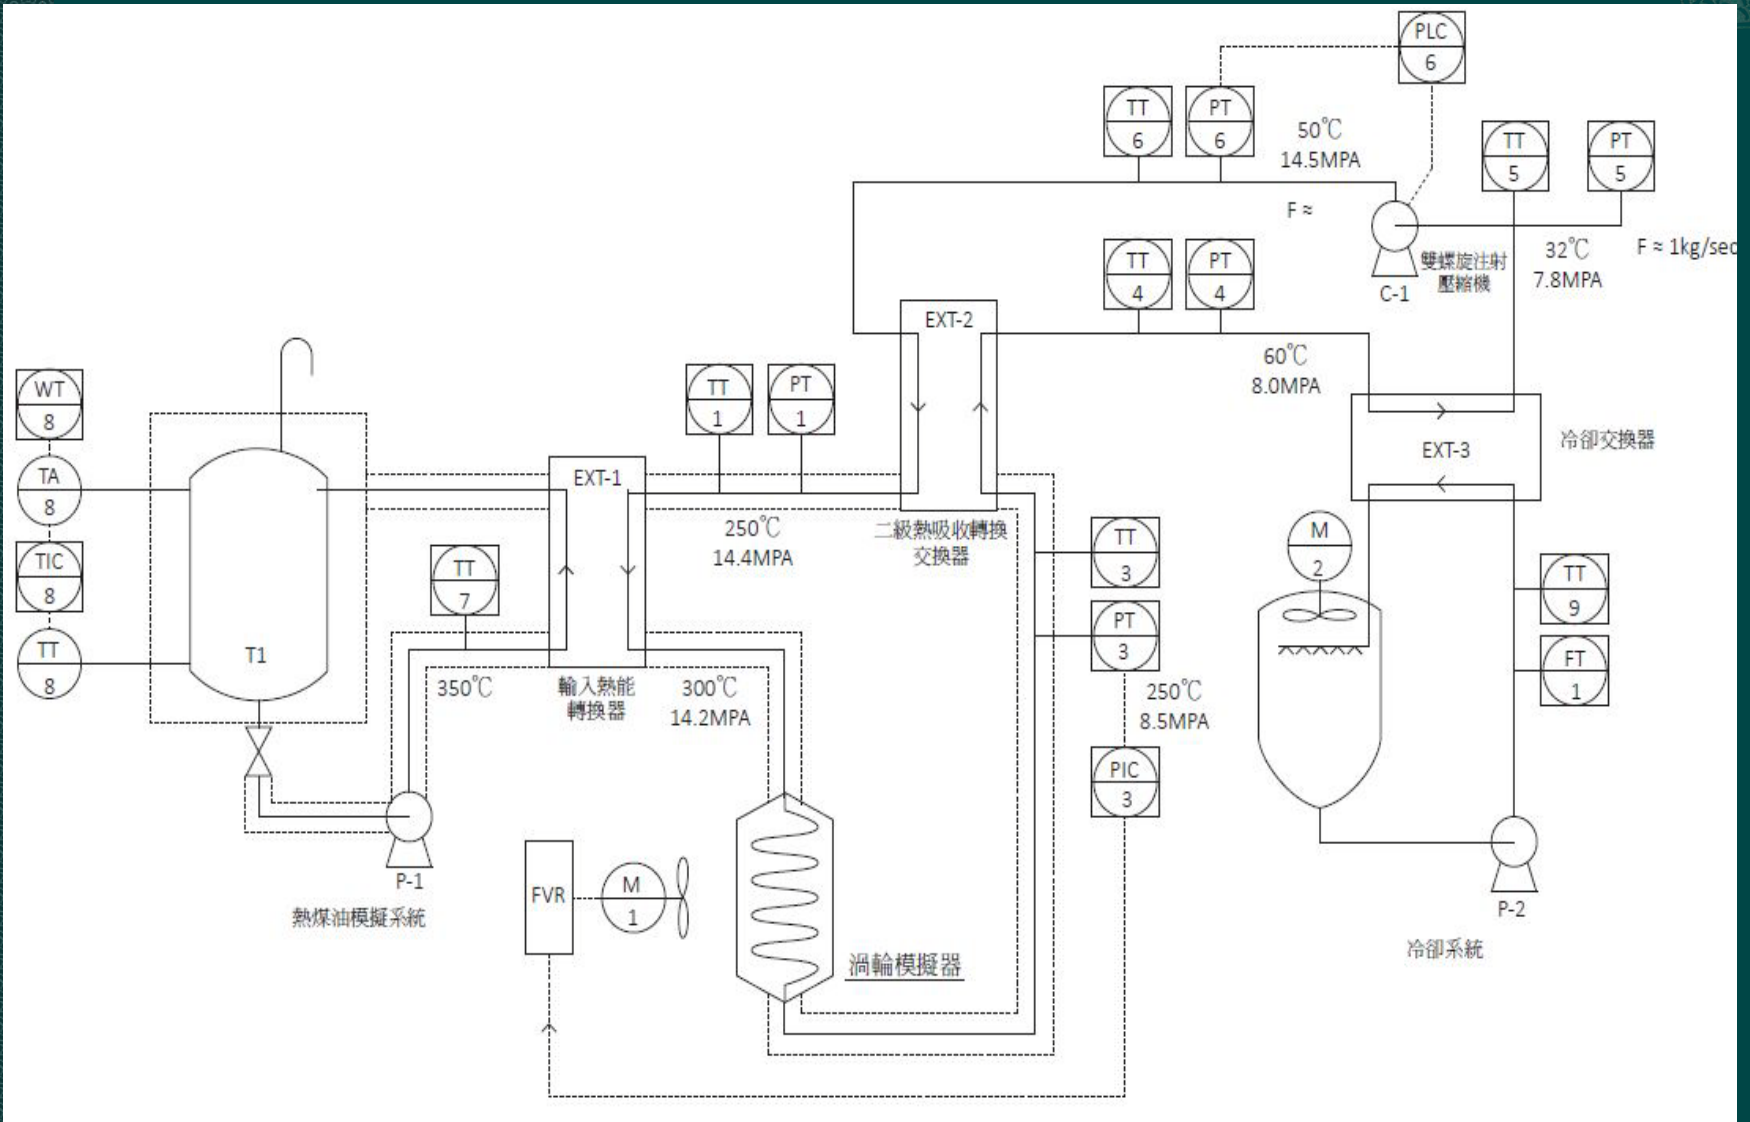 PLC
6
TT
6
PT
6
50℃
14.5MPA
TT
5
PT
5
F ≈
F ≈ 1kg/sec
32℃
7.8MPA
雙螺旋注射
壓縮機
C-1
TT
4
PT
4
EXT-2
60℃
8.0MPA
WT
8
TT
1
PT
1
冷卻交換器
EXT-3
TA
8
EXT-1
250℃
14.4MPA
二級熱吸收轉換
交換器
TT
3
M
2
TIC
8
TT
7
TT
9
PT
3
TT
8
T1
FT
1
350℃
輸入熱能
轉換器
300℃
14.2MPA
250℃
8.5MPA
PIC
3
P-1
熱煤油模擬系統
FVR
M
1
渦輪模擬器
P-2
冷卻系統